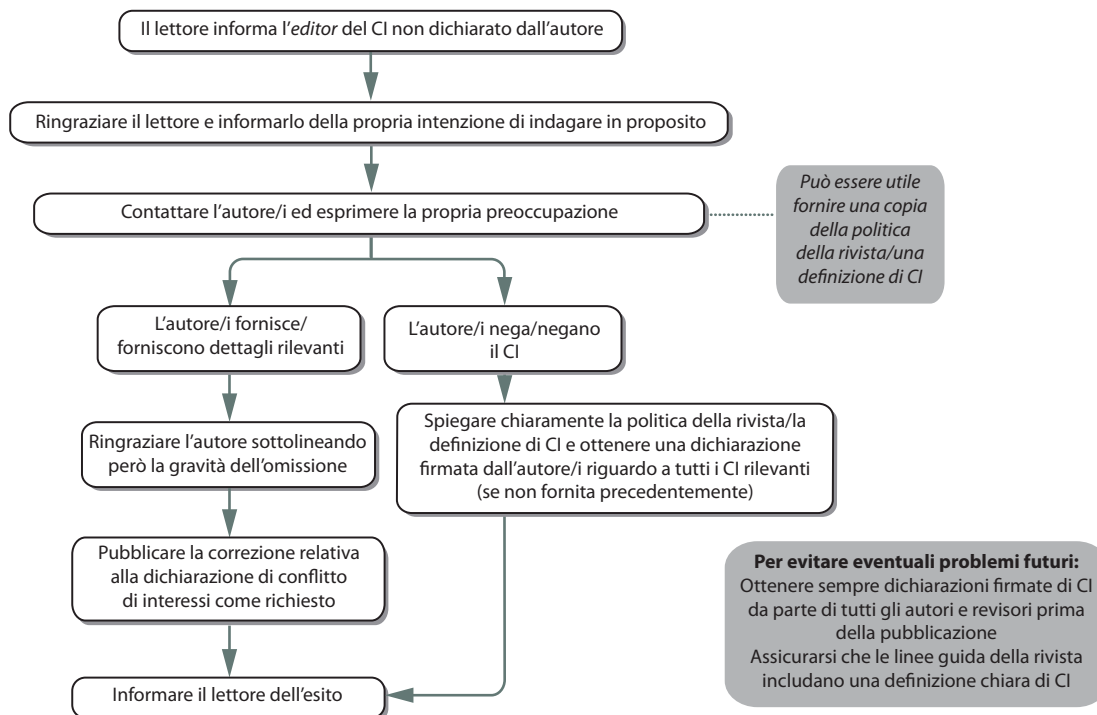 Il lettore informa l'editor del CI non dichiarato dall'autore
Ringraziare il lettore e informarlo della propria intenzione di indagare in proposito
Contattare l'autore/i ed esprimere la propria preoccupazione
Può essere utile
fornire una copia
della politica
della rivista/una
definizione di CI
L'autore/i fornisce/
forniscono dettagli rilevanti
L'autore/i nega/negano
il CI
Ringraziare l'autore sottolineando
però la gravità dell'omissione
Spiegare chiaramente la politica della rivista/la
definizione di CI e ottenere una dichiarazione
firmata dall'autore/i riguardo a tutti i CI rilevanti
(se non fornita precedentemente)
Pubblicare la correzione relativa
alla dichiarazione di conflitto
di interessi come richiesto
Per evitare eventuali problemi futuri:
Ottenere sempre dichiarazioni firmate di CI
da parte di tutti gli autori e revisori prima
della pubblicazione
Assicurarsi che le linee guida della rivista
includano una definizione chiara di CI
Informare il lettore dell'esito